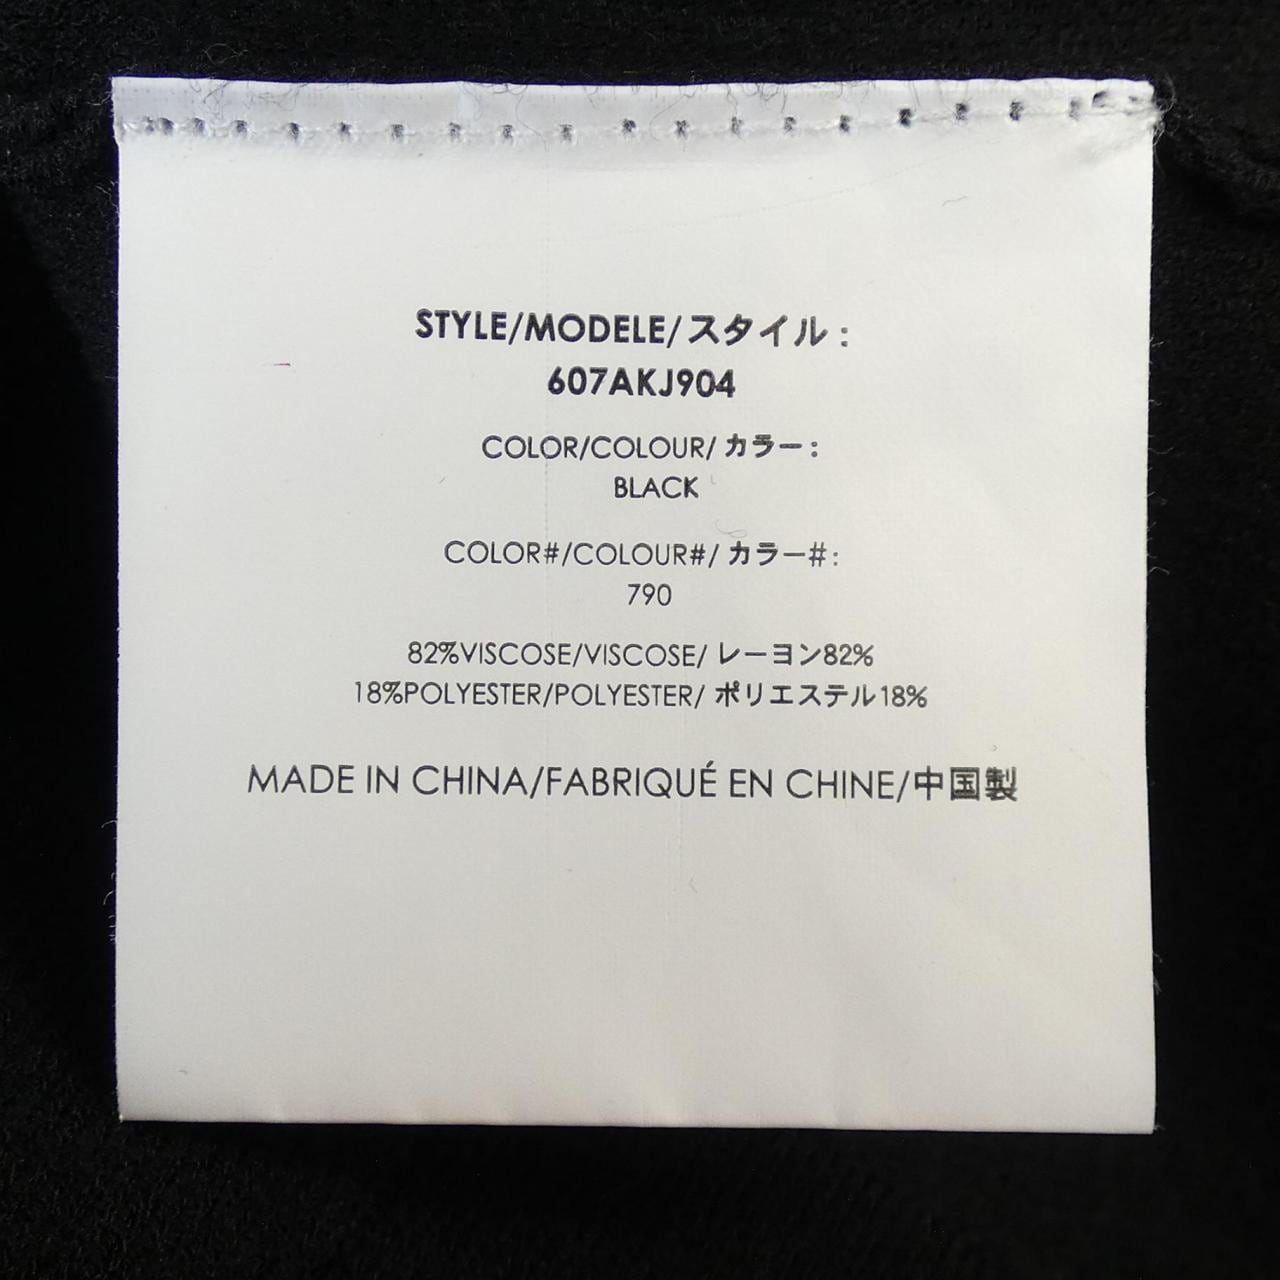 STYLE/MODELE/スタイル:
607AKJ904
COLOR/COLOUR/カラー:
BLACK
COLOR#/COLOUR#/カラー#:
790
82%VISCOSE/VISCOSE/レーヨン82%
18%POLYESTER/POLYESTER/ポリエステル18%
MADE IN CHINA/FABRIQUÉ EN CHINE/中国製